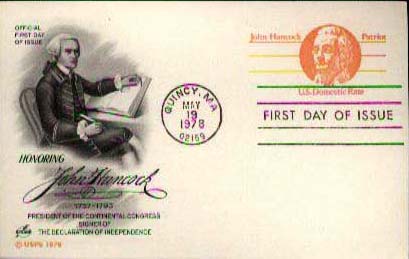 OFFICIAL
FIRST DAY
OF ISSUE
HONORING
John Hancock
1737-1793
PRESIDENT OF THE CONTINENTAL CONGRESS
SIGNER OF
THE DECLARATION OF INDEPENDENCE
© USPS 1978
QUINCY, MA
MAY
19
1978
02169
John Hancock Patriot
U.S. Domestic Rate
FIRST DAY OF ISSUE